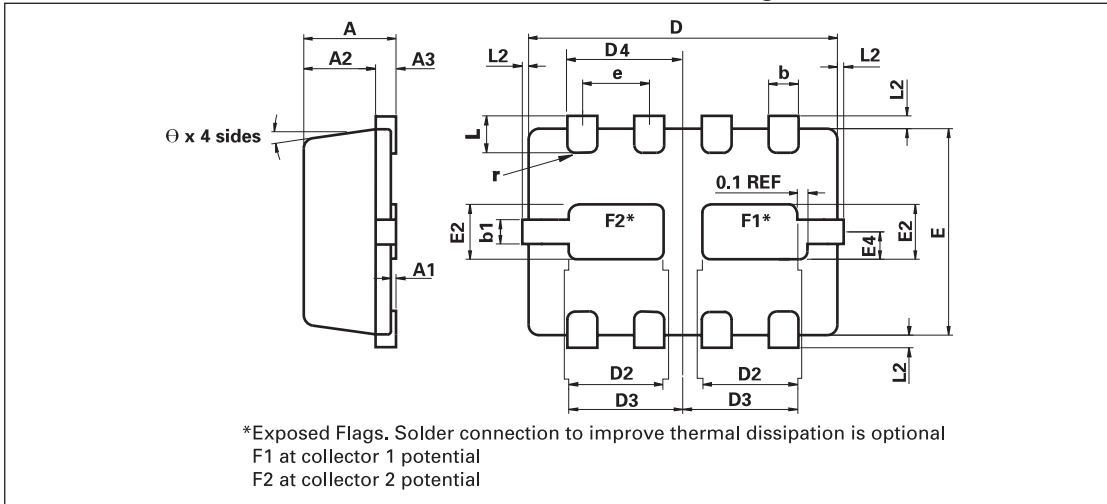 A
D
L2
D4
A2
A3
e
b
L2
L2
L
ϴ x 4 sides
r
0.1 REF
E2
b1
F2*
F1*
E4
E2
E
A1
D2
D2
L2
D3
D3
*Exposed Flags. Solder connection to improve thermal dissipation is optional
F1 at collector 1 potential
F2 at collector 2 potential